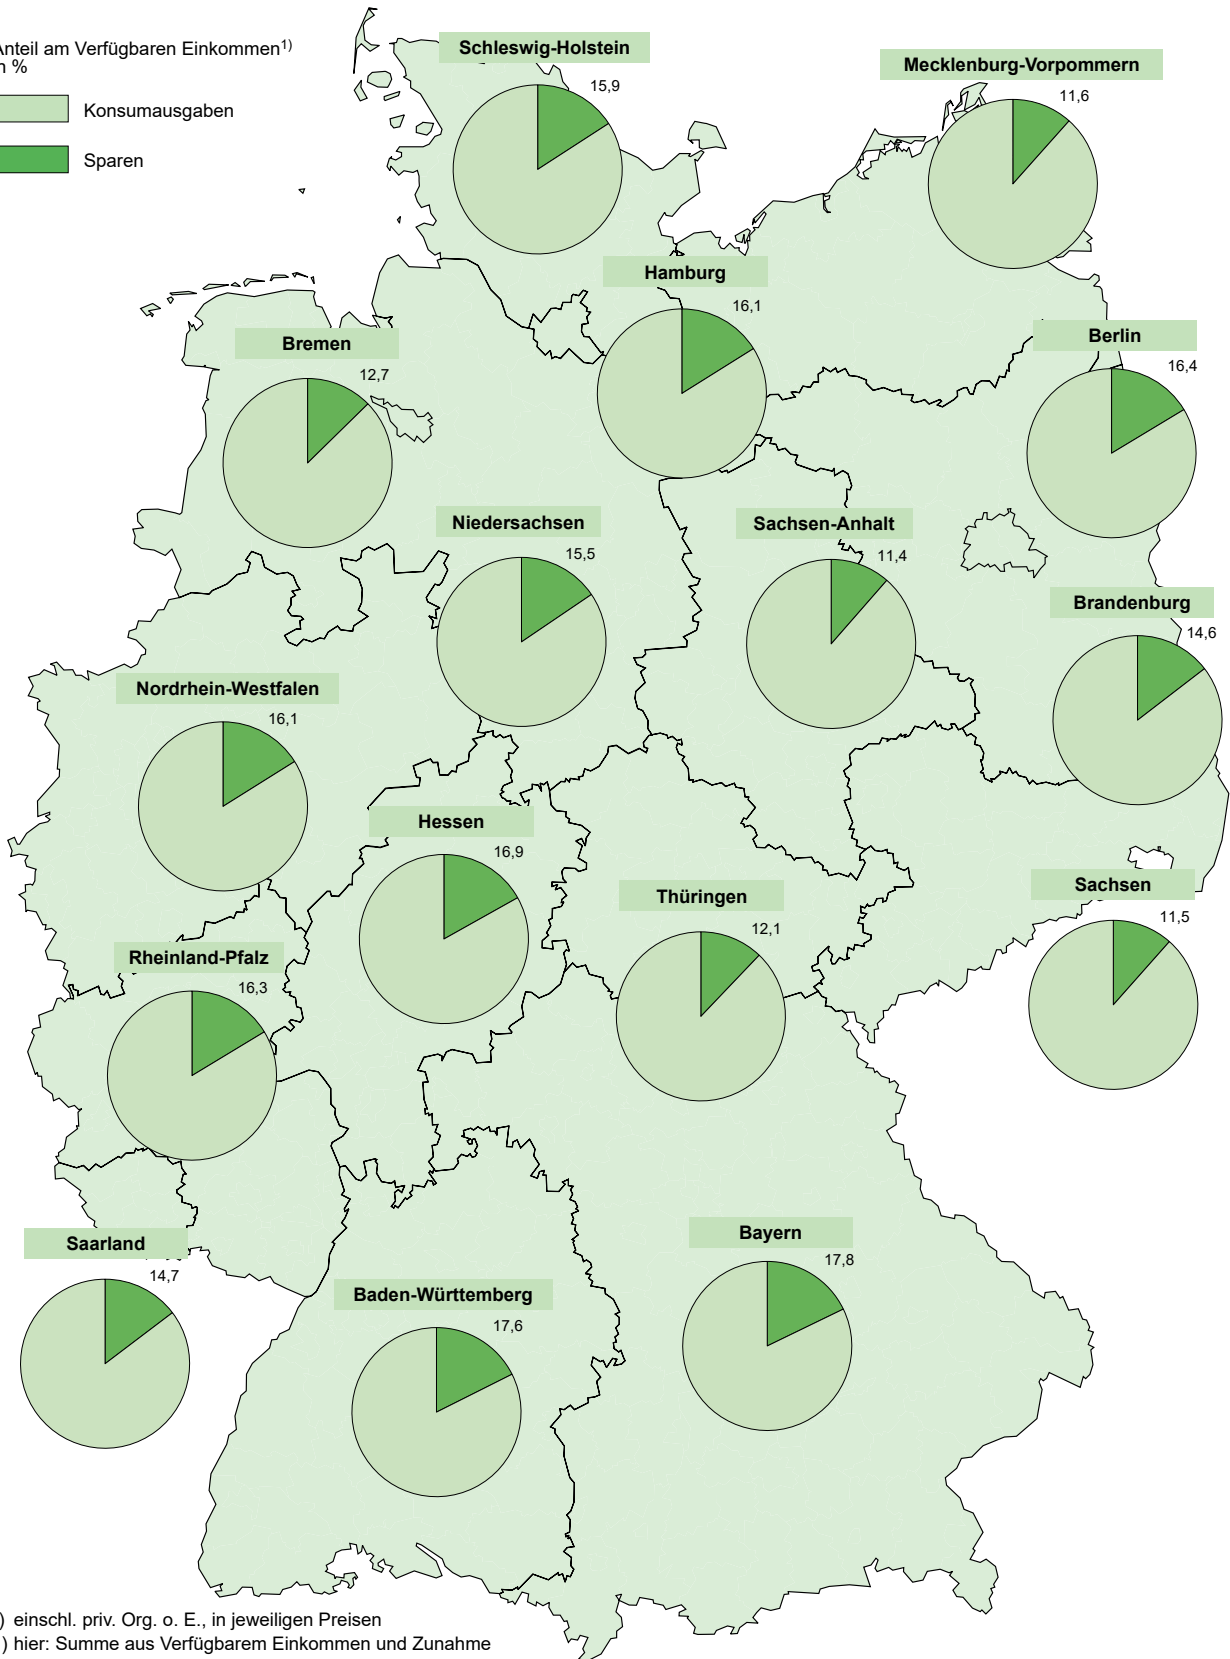 Anteil am Verfügbaren Einkommen1)
n %
Konsumausgaben
Sparen
Schleswig-Holstein
15,9
Mecklenburg-Vorpommern
11,6
Hamburg
16,1
Bremen
12,7
Berlin
16,4
Niedersachsen
15,5
Sachsen-Anhalt
11,4
Brandenburg
14,6
Nordrhein-Westfalen
16,1
Hessen
16,9
Thüringen
12,1
Sachsen
11,5
Rheinland-Pfalz
16,3
Saarland
14,7
Bayern
17,8
Baden-Württemberg
17,6
) einschl. priv. Org. o. E., in jeweiligen Preisen
) hier: Summe aus Verfügbarem Einkommen und Zunahme